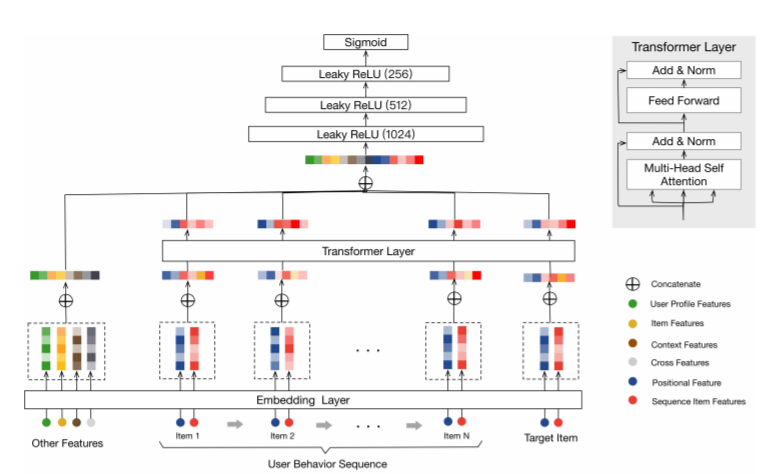 Sigmoid
Leaky ReLU (256)
Leaky ReLU (512)
Leaky ReLU (1024)
Transformer Layer
Embedding Layer
Other Features
Item 1
Item 2
. . .
. . .
Item N
Target Item
User Behavior Sequence
Transformer Layer
Add & Norm
Feed Forward
Add & Norm
Multi-Head Self
Attention
Concatenate
User Profile Features
Item Features
Context Features
Cross Features
Positional Feature
Sequence Item Features